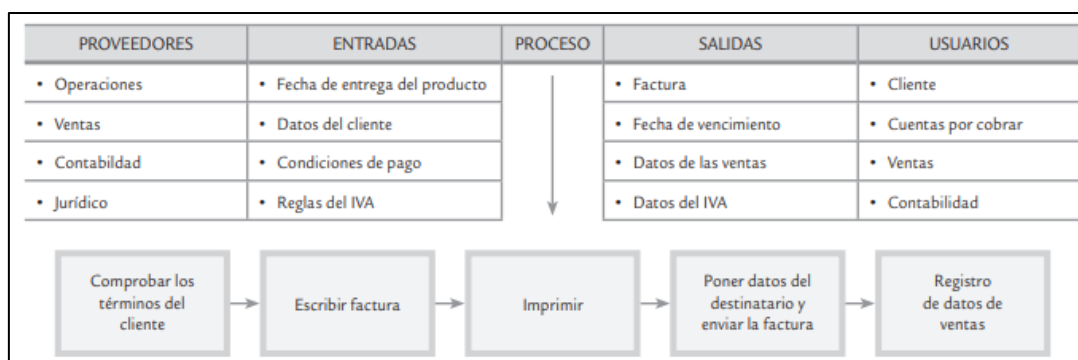 PROVEEDORES ENTRADAS PROCESO SALIDAS USUARIOS
• Operaciones • Fecha de entrega del producto • Factura • Cliente
• Ventas • Datos del cliente • Fecha de vencimiento • Cuentas por cobrar
• Contabildad • Condiciones de pago • Datos de las ventas • Ventas
• Jurídico • Reglas del IVA • Datos del IVA • Contabilidad
Comprobar los
términos del
cliente
Escribir factura
Imprimir
Poner datos del
destinatario y
enviar la factura
Registro
de datos de
ventas